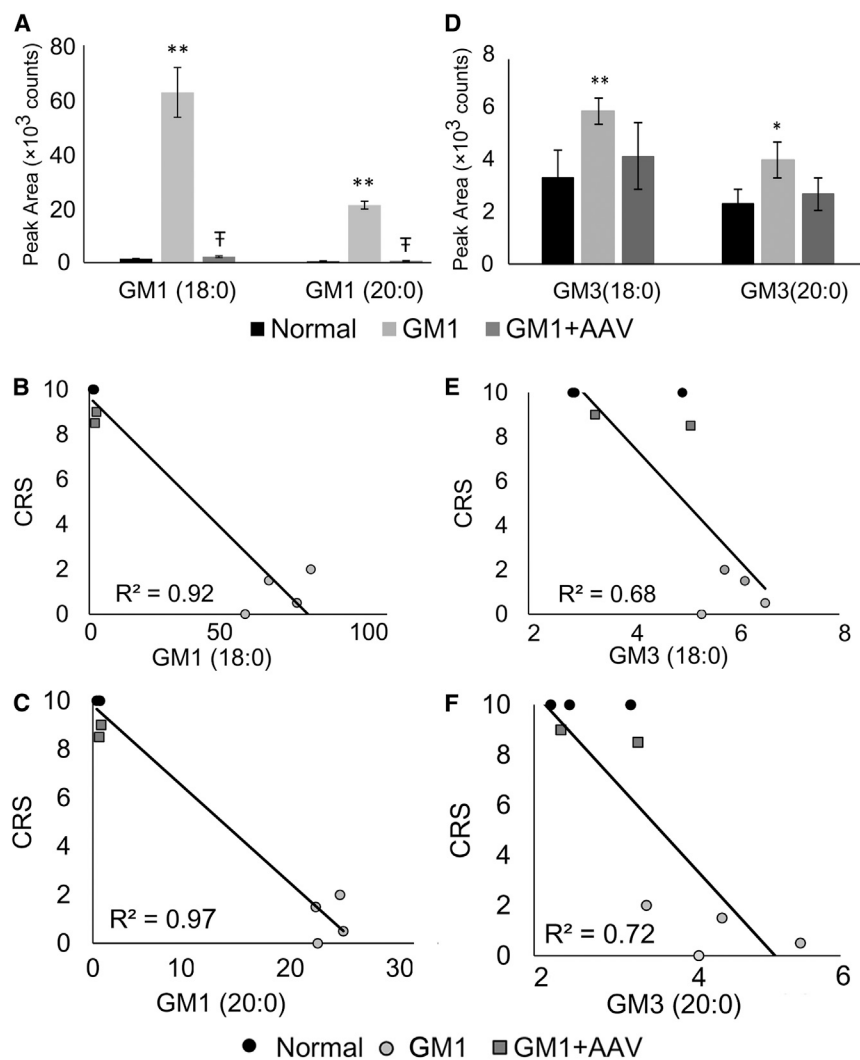 A
Peak Area (×10³ counts)
80
60
40
20
0
**
Ŧ
**
Ŧ
GM1 (18:0)
GM1 (20:0)
D
Peak Area (×10³ counts)
8
6
4
2
0
**
*
GM3(18:0)
GM3(20:0)
Normal GM1 GM1+AAV
B
CRS
10
8
6
4
2
0
R² = 0.92
0 50 100
GM1 (18:0)
E
CRS
10
8
6
4
2
0
R² = 0.68
2 4 6 8
GM3 (18:0)
C
CRS
10
8
6
4
2
0
R² = 0.97
0 10 20 30
GM1 (20:0)
F
CRS
10
8
6
4
2
0
R² = 0.72
2 4 6
GM3 (20:0)
Normal GM1 GM1+AAV